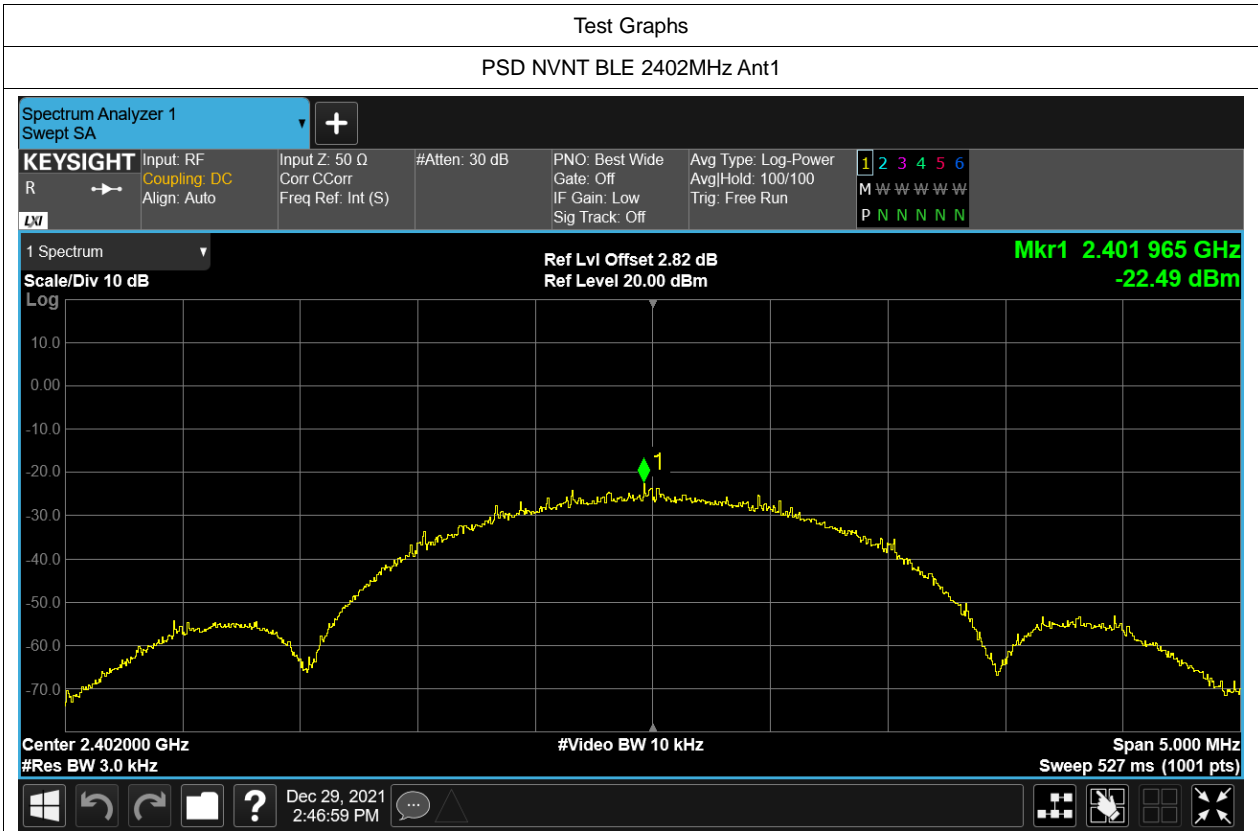 Test Graphs
PSD NVNT BLE 2402MHz Ant1
Spectrum Analyzer 1
Swept SA
KEYSIGHT
R
LXI
Input: RF
Coupling: DC
Align: Auto
Input Z: 50 Ω
Corr CCorr
Freq Ref: Int (S)
#Atten: 30 dB
PNO: Best Wide
Gate: Off
IF Gain: Low
Sig Track: Off
Avg Type: Log-Power
Avg|Hold: 100/100
Trig: Free Run
1 2 3 4 5 6
M W W W W W
P N N N N N
1 Spectrum
Scale/Div 10 dB
Ref Lvl Offset 2.82 dB
Ref Level 20.00 dBm
Mkr1 2.401 965 GHz
-22.49 dBm
Log
10.0
0.00
-10.0
-20.0
-30.0
-40.0
-50.0
-60.0
-70.0
1
Center 2.402000 GHz
#Res BW 3.0 kHz
#Video BW 10 kHz
Span 5.000 MHz
Sweep 527 ms (1001 pts)
?
Dec 29, 2021
2:46:59 PM